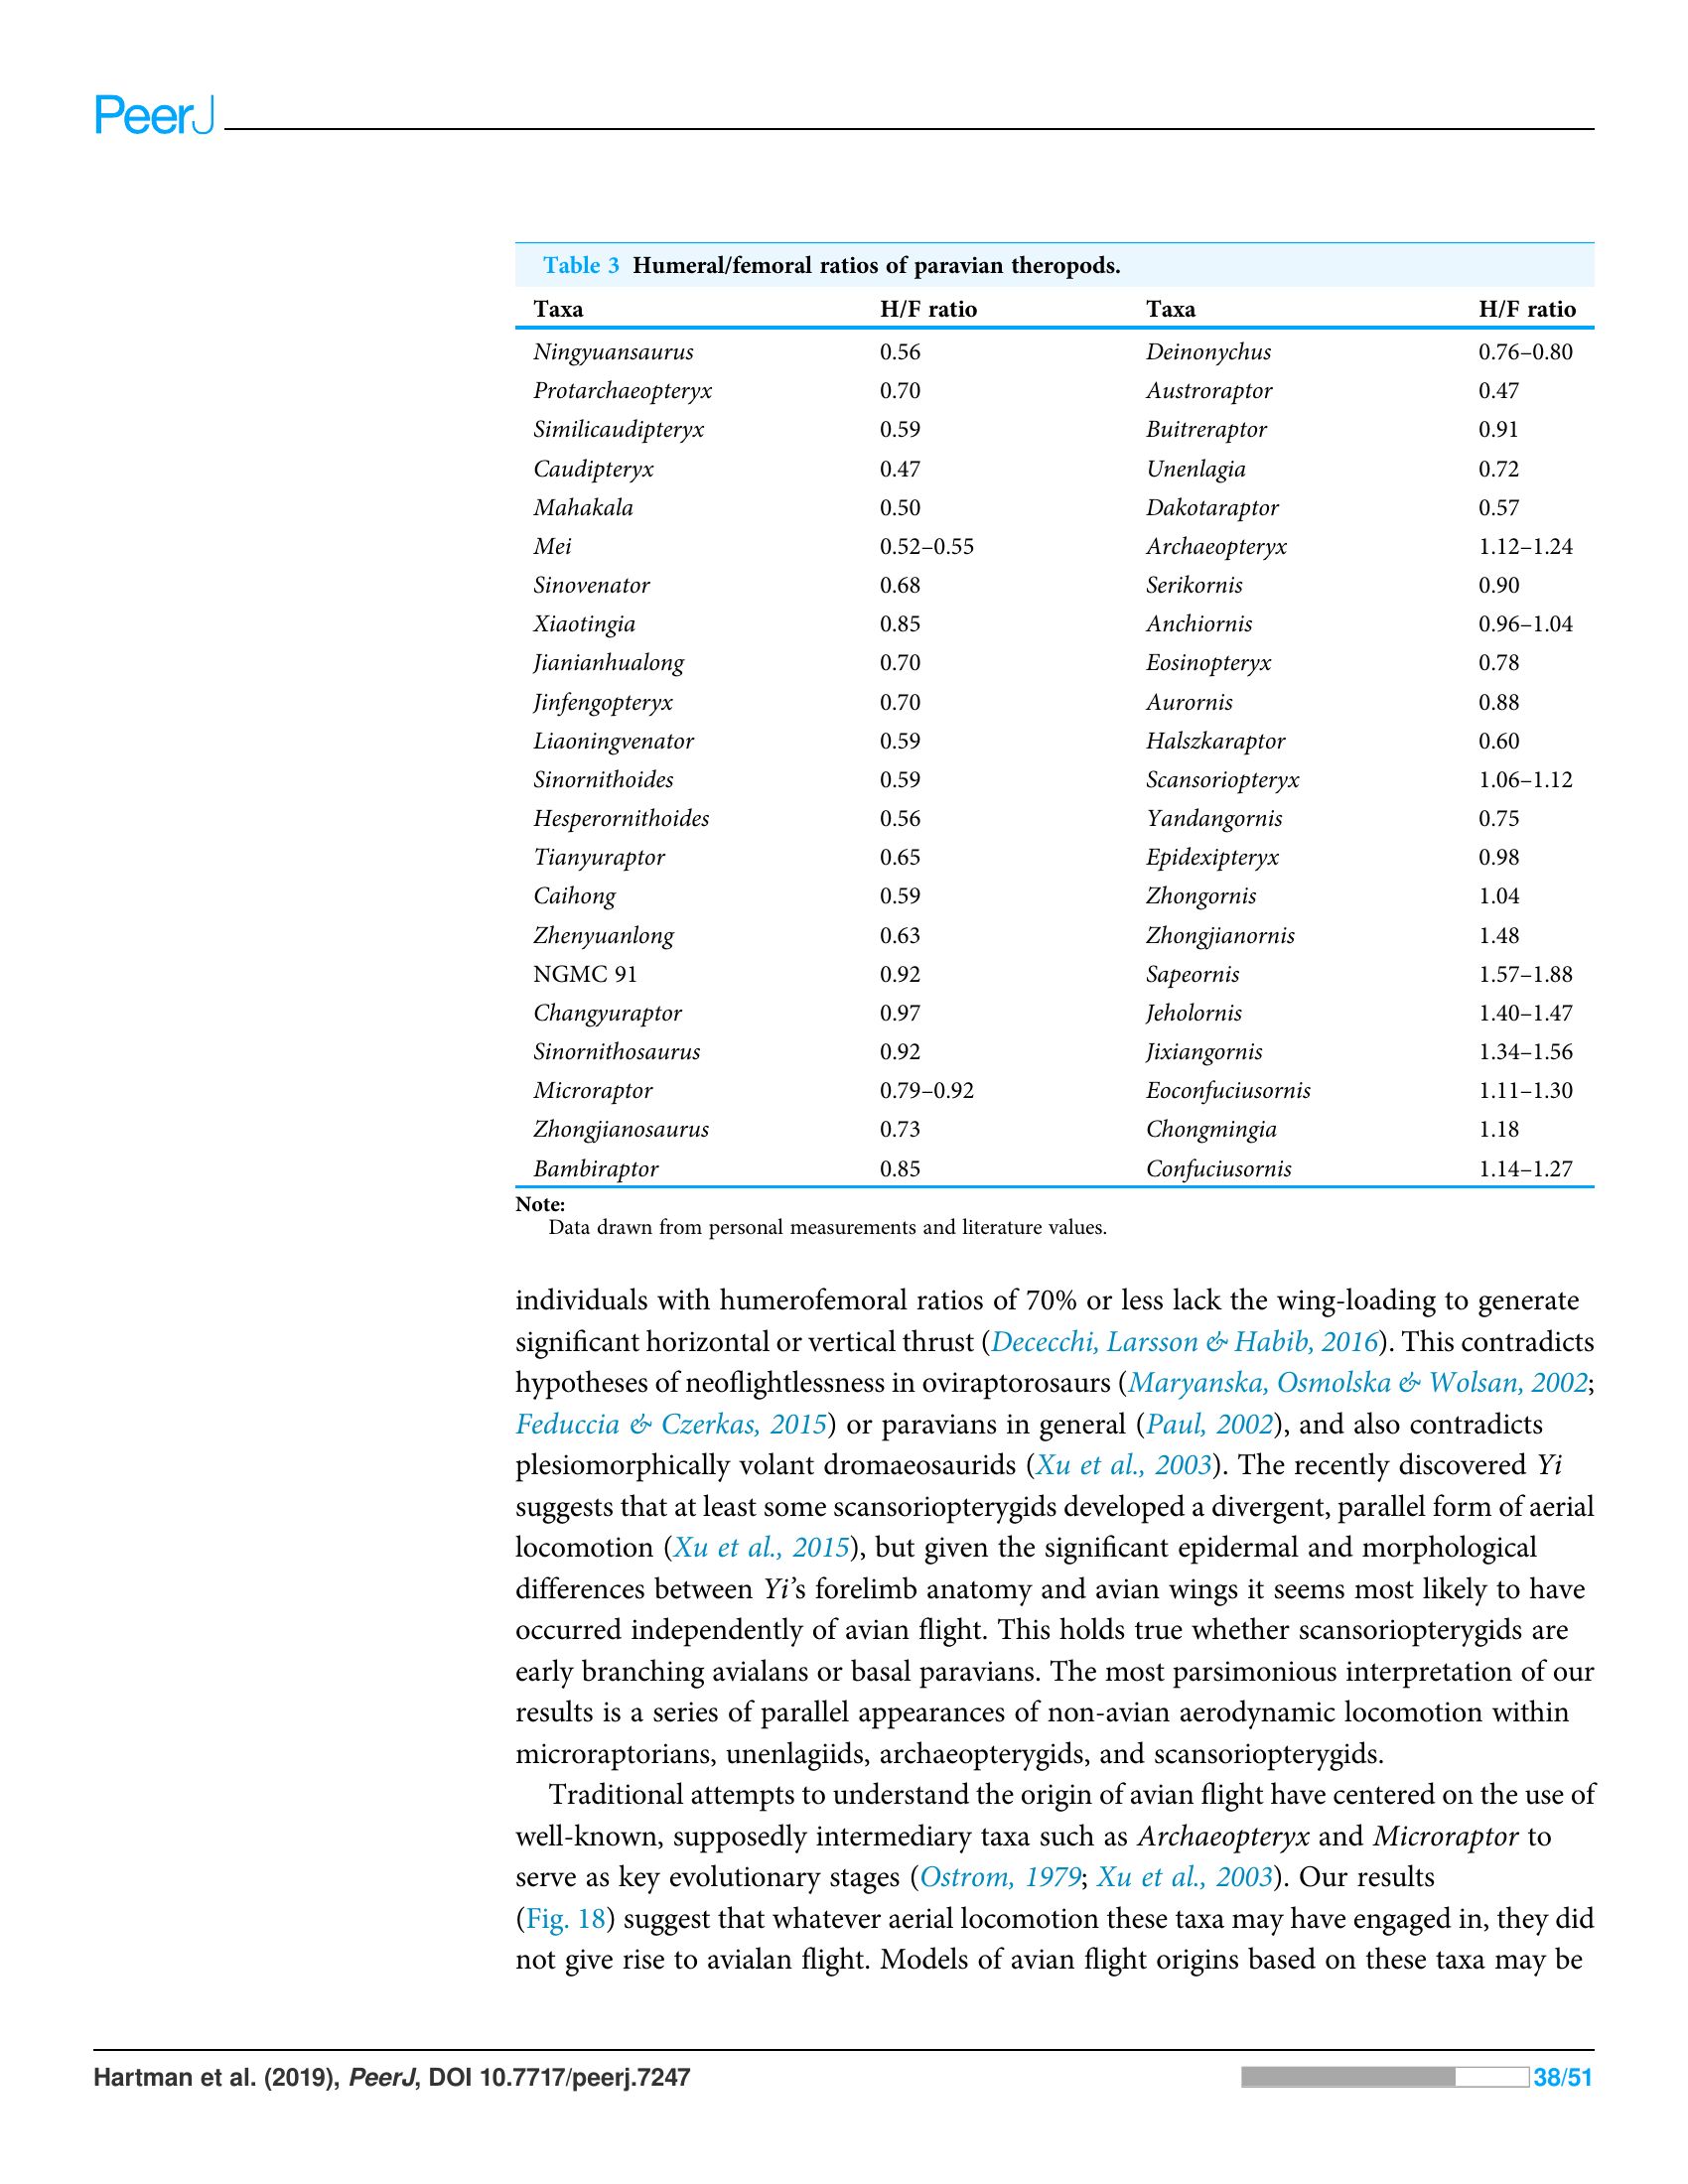 PeerJ
Table 3 Humeral/femoral ratios of paravian theropods.
Taxa H/F ratio Taxa H/F ratio
Ningyuansaurus 0.56 Deinonychus 0.76–0.80
Protarchaeopteryx 0.70 Austroraptor 0.47
Similicaudipteryx 0.59 Buitreraptor 0.91
Caudipteryx 0.47 Unenlagia 0.72
Mahakala 0.50 Dakotaraptor 0.57
Mei 0.52–0.55 Archaeopteryx 1.12–1.24
Sinovenator 0.68 Serikornis 0.90
Xiaotingia 0.85 Anchiornis 0.96–1.04
Jianianhualong 0.70 Eosinopteryx 0.78
Jinfengopteryx 0.70 Aurornis 0.88
Liaoningvenator 0.59 Halszkaraptor 0.60
Sinornithoides 0.59 Scansoriopteryx 1.06–1.12
Hesperornithoides 0.56 Yandangornis 0.75
Tianyuraptor 0.65 Epidexipteryx 0.98
Caihong 0.59 Zhongornis 1.04
Zhenyuanlong 0.63 Zhongjianornis 1.48
NGMC 91 0.92 Sapeornis 1.57–1.88
Changyuraptor 0.97 Jeholornis 1.40–1.47
Sinornithosaurus 0.92 Jixiangornis 1.34–1.56
Microraptor 0.79–0.92 Eoconfuciusornis 1.11–1.30
Zhongjianosaurus 0.73 Chongmingia 1.18
Bambiraptor 0.85 Confuciusornis 1.14–1.27
Note:
Data drawn from personal measurements and literature values.
individuals with humerofemoral ratios of 70% or less lack the wing-loading to generate
significant horizontal or vertical thrust (Dececchi, Larsson & Habib, 2016). This contradicts
hypotheses of neoflightlessness in oviraptorosaurs (Maryanska, Osmolska & Wolsan, 2002;
Feduccia & Czerkas, 2015) or paravians in general (Paul, 2002), and also contradicts
plesiomorphically volant dromaeosaurids (Xu et al., 2003). The recently discovered Yi
suggests that at least some scansoriopterygids developed a divergent, parallel form of aerial
locomotion (Xu et al., 2015), but given the significant epidermal and morphological
differences between Yi’s forelimb anatomy and avian wings it seems most likely to have
occurred independently of avian flight. This holds true whether scansoriopterygids are
early branching avialans or basal paravians. The most parsimonious interpretation of our
results is a series of parallel appearances of non-avian aerodynamic locomotion within
microraptorians, unenlagiids, archaeopterygids, and scansoriopterygids.
Traditional attempts to understand the origin of avian flight have centered on the use of
well-known, supposedly intermediary taxa such as Archaeopteryx and Microraptor to
serve as key evolutionary stages (Ostrom, 1979; Xu et al., 2003). Our results
(Fig. 18) suggest that whatever aerial locomotion these taxa may have engaged in, they did
not give rise to avialan flight. Models of avian flight origins based on these taxa may be
Hartman et al. (2019), PeerJ, DOI 10.7717/peerj.7247 38/51